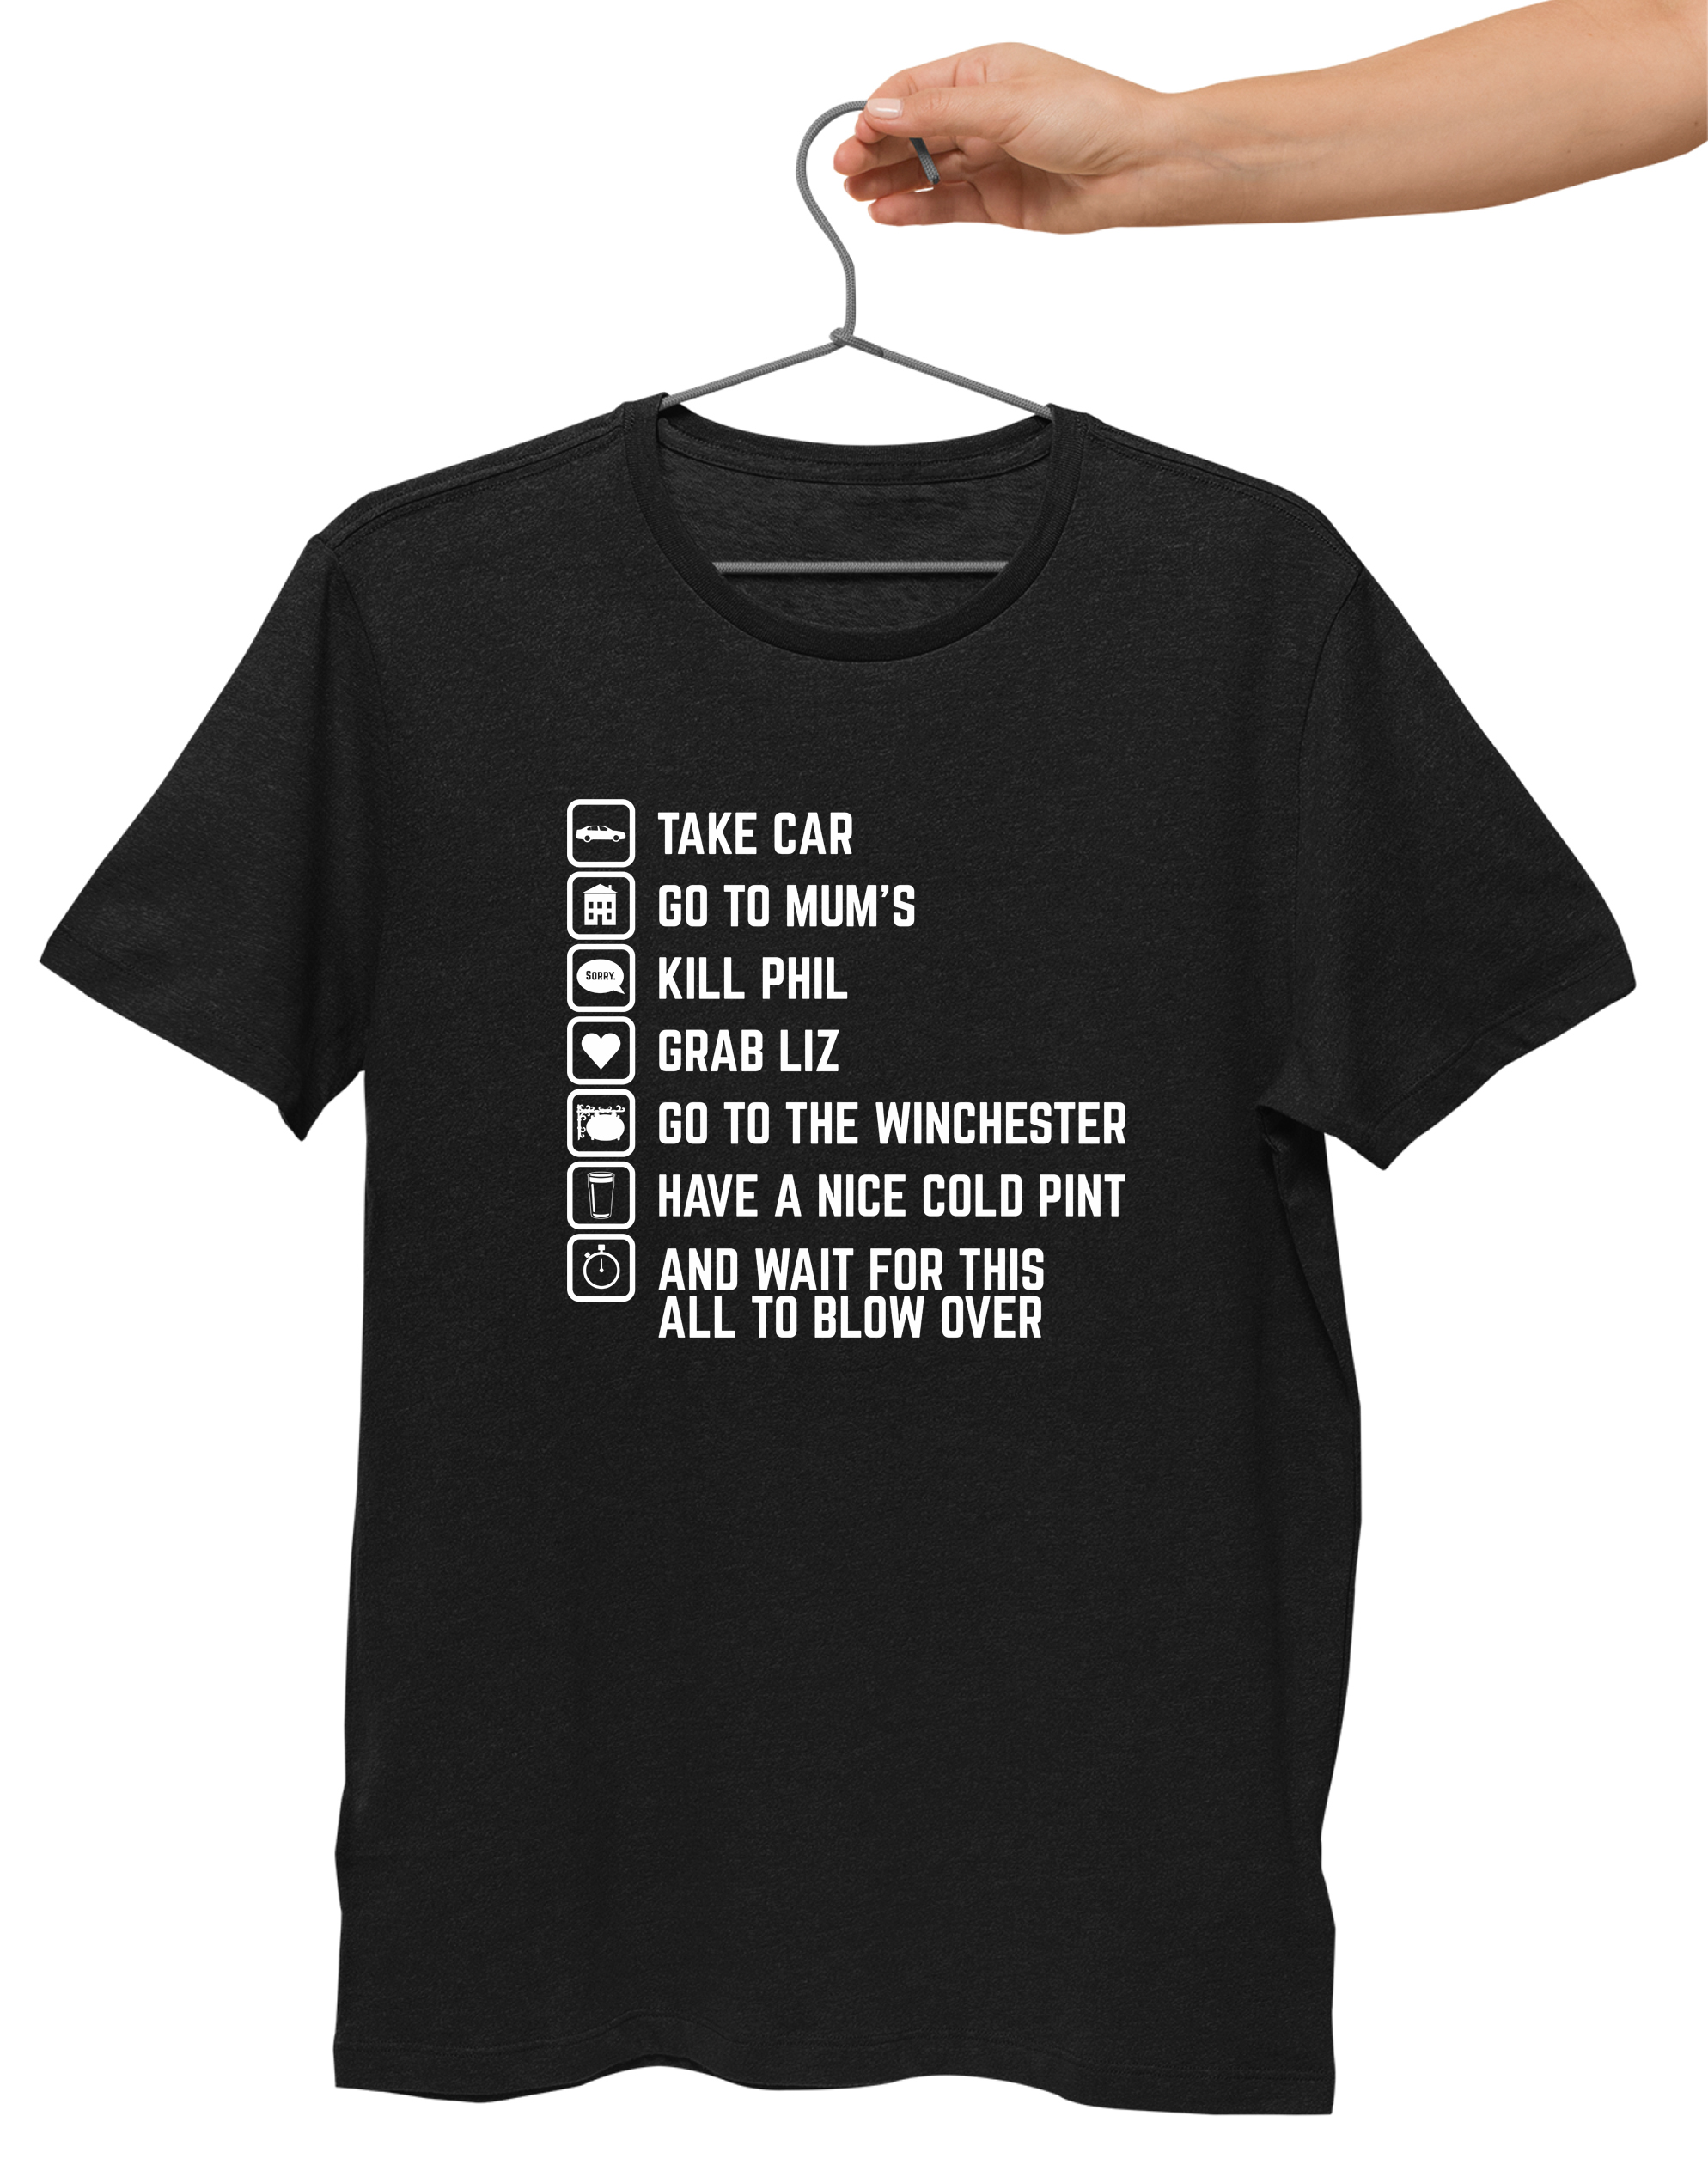 TAKE CAR
GO TO MUM'S
SORRY.
KILL PHIL
GRAB LIZ
GO TO THE WINCHESTER
HAVE A NICE COLD PINT
AND WAIT FOR THIS
ALL TO BLOW OVER